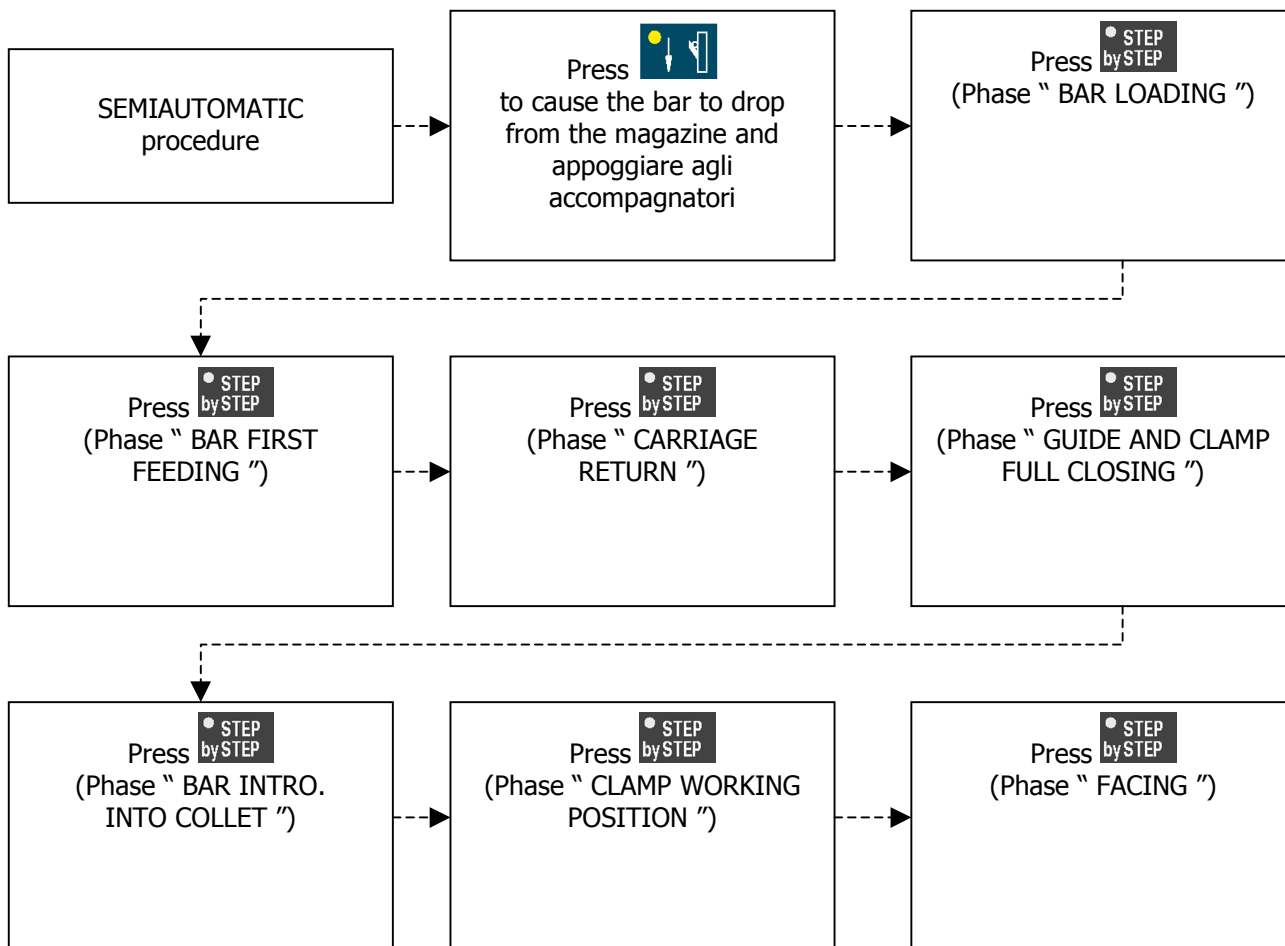 SEMIAUTOMATIC
procedure
Press
to cause the bar to drop
from the magazine and
appoggiare agli
accompagnatori
Press STEP by STEP
(Phase “ BAR LOADING ”)
Press STEP by STEP
(Phase “ BAR FIRST
FEEDING ”)
Press STEP by STEP
(Phase “ CARRIAGE
RETURN ”)
Press STEP by STEP
(Phase “ GUIDE AND CLAMP
FULL CLOSING ”)
Press STEP by STEP
(Phase “ BAR INTRO.
INTO COLLET ”)
Press STEP by STEP
(Phase “ CLAMP WORKING
POSITION ”)
Press STEP by STEP
(Phase “ FACING ”)